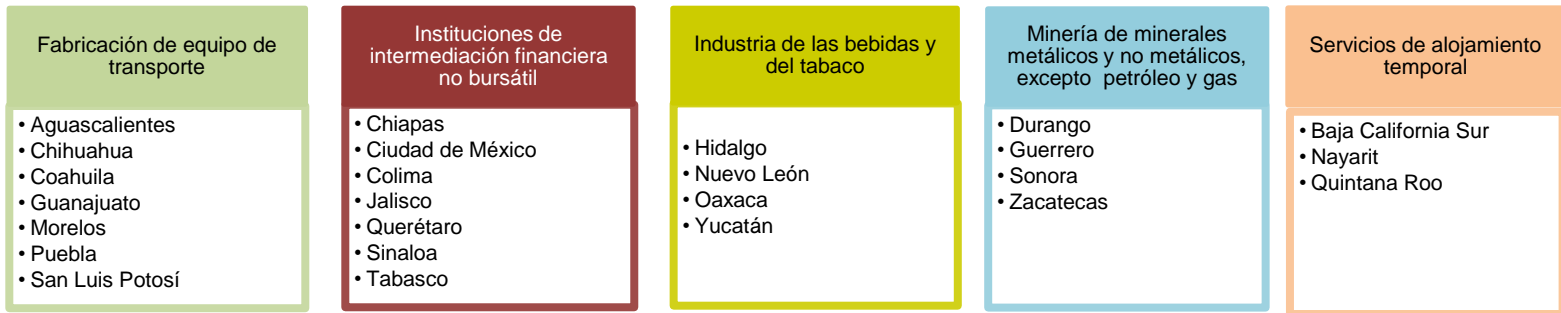 Fabricación de equipo de
transporte
• Aguascalientes
• Chihuahua
• Coahuila
• Guanajuato
• Morelos
• Puebla
• San Luis Potosí
Instituciones de
intermediación financiera
no bursátil
• Chiapas
• Ciudad de México
• Colima
• Jalisco
• Querétaro
• Sinaloa
• Tabasco
Industria de las bebidas y
del tabaco
• Hidalgo
• Nuevo León
• Oaxaca
• Yucatán
Minería de minerales
metálicos y no metálicos,
excepto petróleo y gas
• Durango
• Guerrero
• Sonora
• Zacatecas
Servicios de alojamiento
temporal
• Baja California Sur
• Nayarit
• Quintana Roo